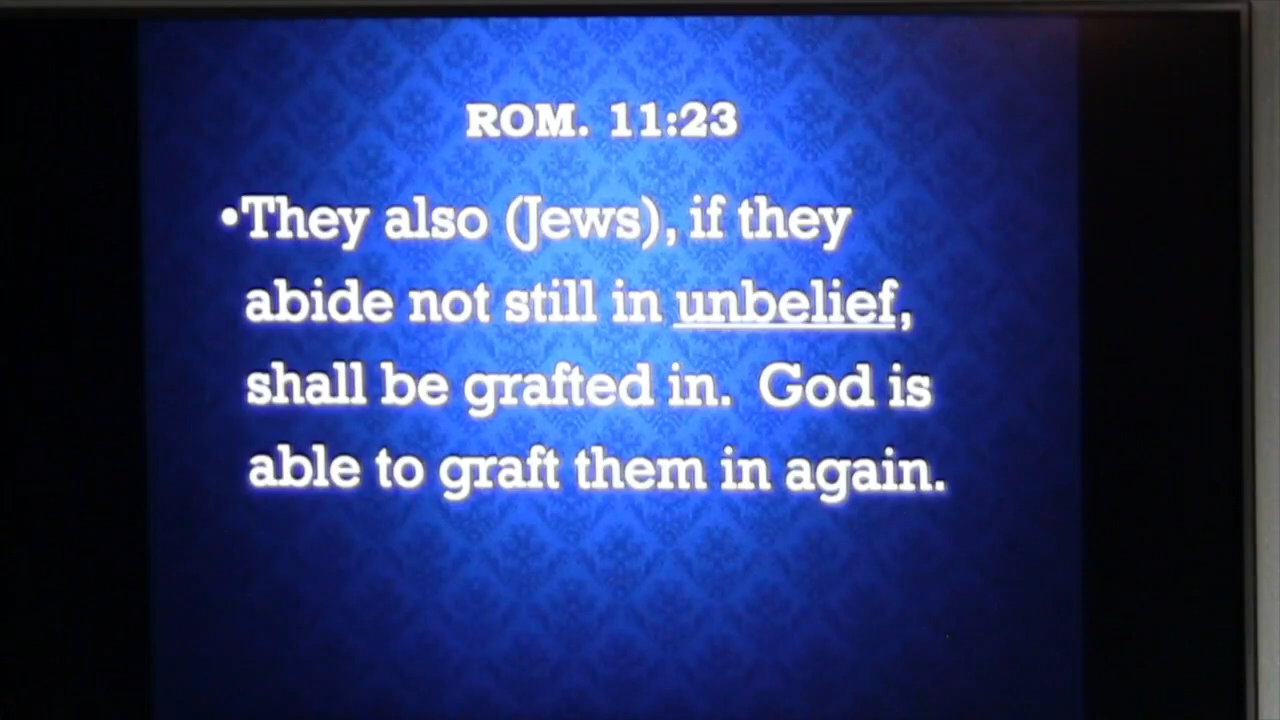 ROM. 11:23
•They also (Jews), if they
abide not still in unbelief,
shall be grafted in.  God is
able to graft them in again.